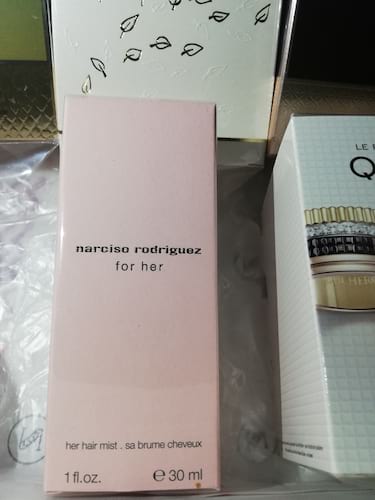 narciso rodriguez
for her
her hair mist . sa brume cheveux
1 fl.oz. ℮ 30 ml
LE
Q